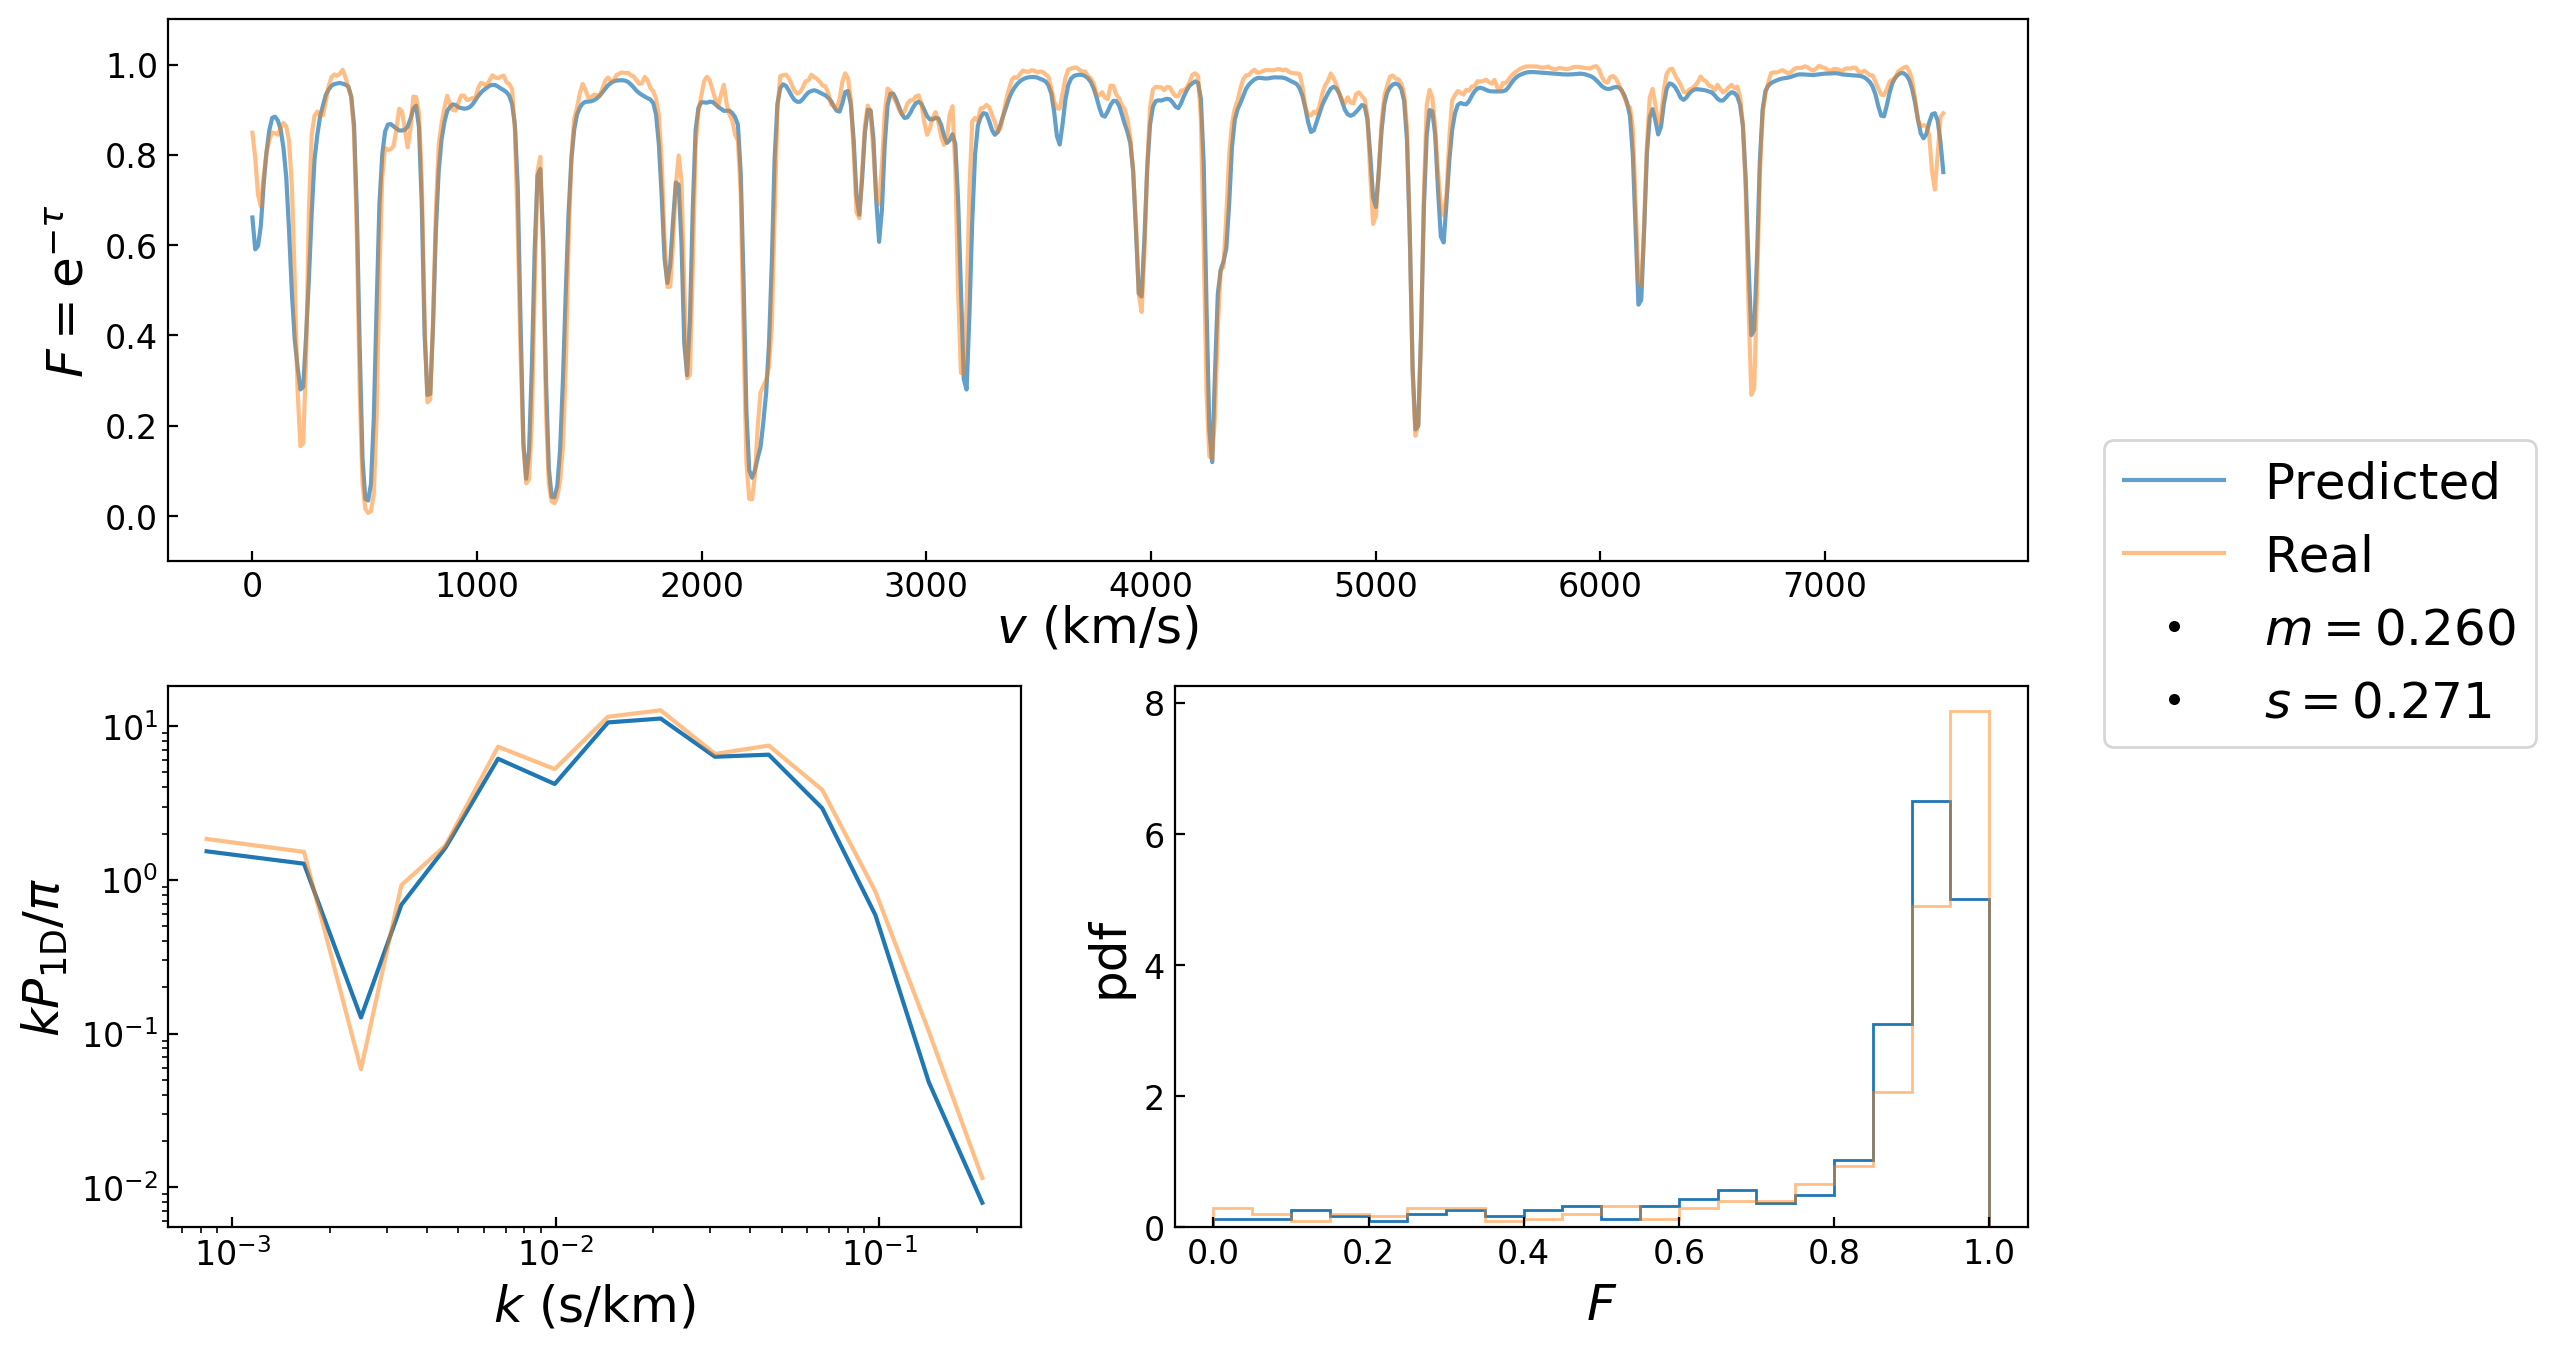 F = e^{−τ}
1.0
0.8
0.6
0.4
0.2
0.0
0 1000 2000 3000 4000 5000 6000 7000
v (km/s)
Predicted
Real
m = 0.260
s = 0.271
kP_{1D}/π
10^1
10^0
10^{−1}
10^{−2}
10^{−3} 10^{−2} 10^{−1}
k (s/km)
pdf
8
6
4
2
0
0.0 0.2 0.4 0.6 0.8 1.0
F